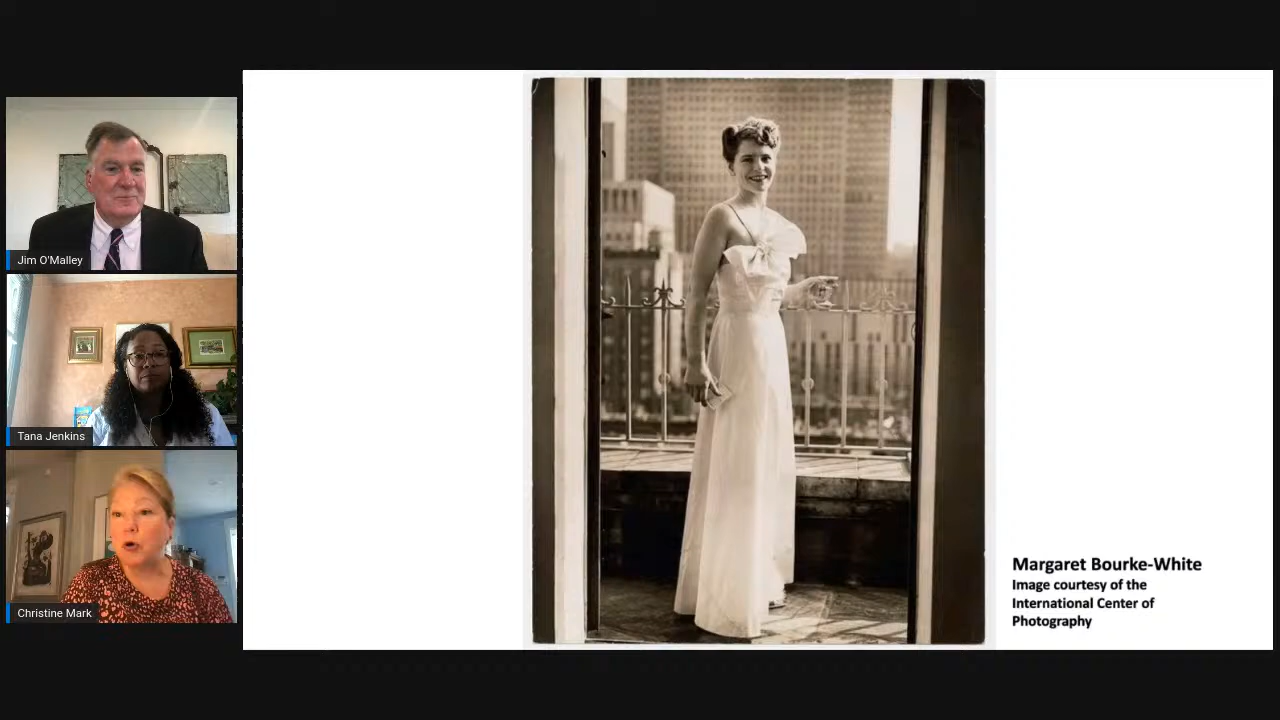 Jim O'Malley
Tana Jenkins
Christine Mark
Margaret Bourke-White
Image courtesy of the
International Center of
Photography